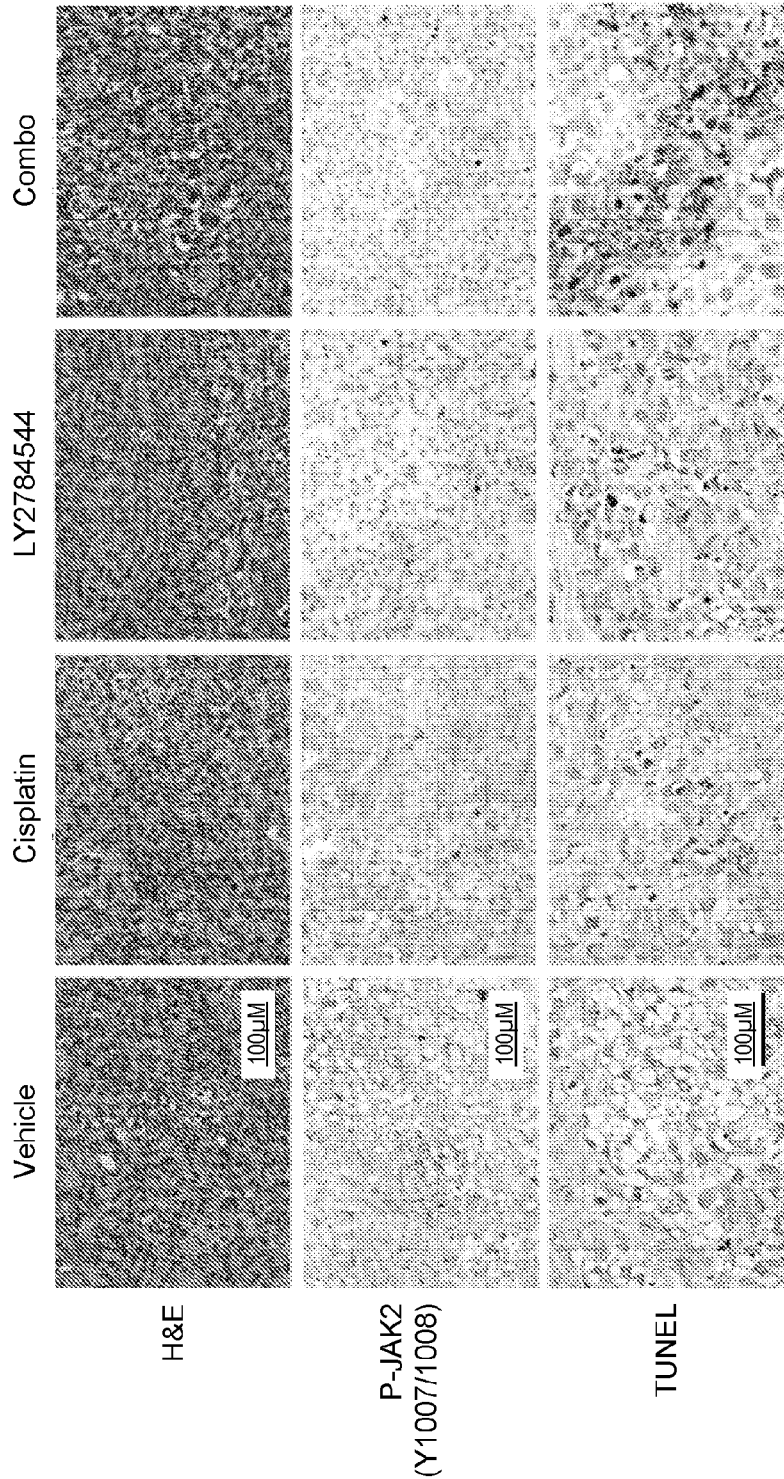 Vehicle
Cisplatin
LY2784544
Combo
H&E
100µM
P-JAK2
(Y1007/1008)
100µM
TUNEL
100µM